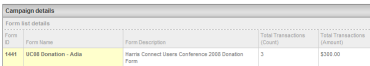 Campaign details
Form list details
Form ID Form Name Form Description Total Transactions (Count) Total Transactions (Amount)
1441 UC08 Donation - Adia Harris Connect Users Conference 2008 Donation Form 3 $300.00